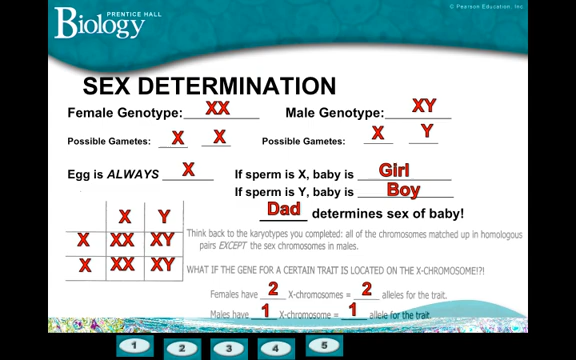 © Pearson Education, Inc
PRENTICE HALL
Biology
SEX DETERMINATION
Female Genotype: XX Male Genotype: XY
Possible Gametes: X X Possible Gametes: X Y
Egg is ALWAYS X If sperm is X, baby is Girl
If sperm is Y, baby is Boy
Dad determines sex of baby!
X Y
X XX XY
X XX XY
Think back to the karyotypes you completed: all of the chromosomes matched up in homologous
pairs EXCEPT the sex chromosomes in males.
WHAT IF THE GENE FOR A CERTAIN TRAIT IS LOCATED ON THE X-CHROMOSOME!?!
Females have 2 X-chromosomes = 2 alleles for the trait.
Males have 1 X-chromosome = 1 allele for the trait.
1 2 3 4 5